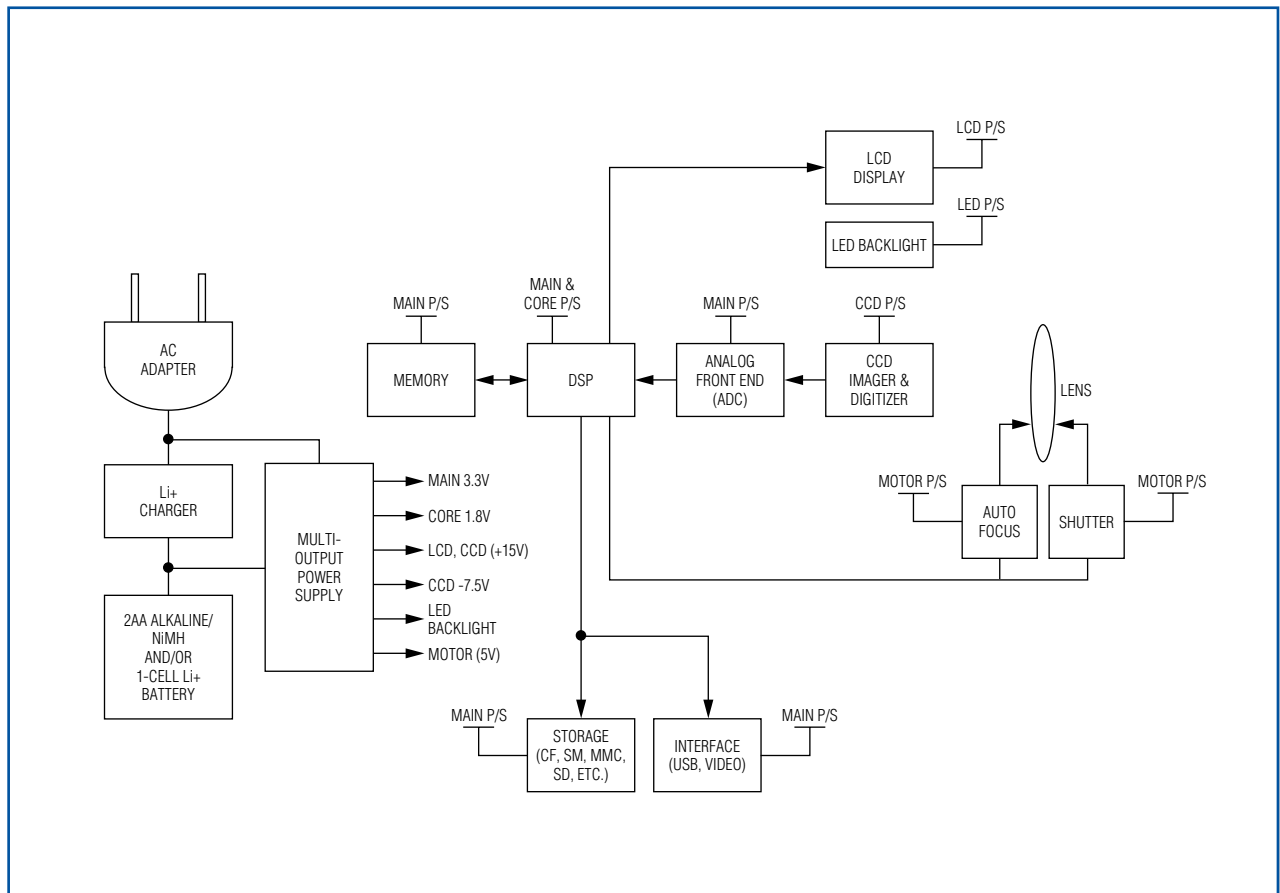 LCD P/S
LCD
DISPLAY
LED P/S
LED BACKLIGHT
MAIN &
CORE P/S
MAIN P/S
MAIN P/S
CCD P/S
AC
ADAPTER
MEMORY
DSP
ANALOG
FRONT END
(ADC)
CCD
IMAGER &
DIGITIZER
LENS
Li+
CHARGER
MULTI-
OUTPUT
POWER
SUPPLY
MAIN 3.3V
CORE 1.8V
LCD, CCD (+15V)
CCD -7.5V
LED
BACKLIGHT
MOTOR (5V)
MOTOR P/S
AUTO
FOCUS
SHUTTER
MOTOR P/S
2AA ALKALINE/
NiMH
AND/OR
1-CELL Li+
BATTERY
MAIN P/S
STORAGE
(CF, SM, MMC,
SD, ETC.)
INTERFACE
(USB, VIDEO)
MAIN P/S